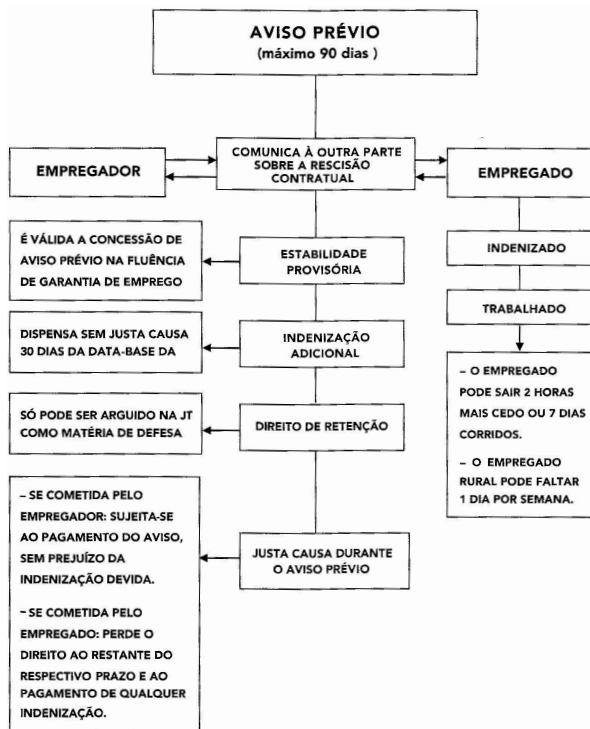 AVISO PRÉVIO
(máximo 90 dias )
EMPREGADOR
COMUNICA À OUTRA PARTE
SOBRE A RESCISÃO
CONTRATUAL
EMPREGADO
É VÁLIDA A CONCESSÃO DE
AVISO PRÉVIO NA FLUÊNCIA
DE GARANTIA DE EMPREGO
ESTABILIDADE
PROVISÓRIA
INDENIZADO
TRABALHADO
DISPENSA SEM JUSTA CAUSA
30 DIAS DA DATA-BASE DA
INDENIZAÇÃO
ADICIONAL
– O EMPREGADO
PODE SAIR 2 HORAS
MAIS CEDO OU 7 DIAS
CORRIDOS.
– O EMPREGADO
RURAL PODE FALTAR
1 DIA POR SEMANA.
SÓ PODE SER ARGUIDO NA JT
COMO MATÉRIA DE DEFESA
DIREITO DE RETENÇÃO
– SE COMETIDA PELO
EMPREGADOR: SUJEITA-SE
AO PAGAMENTO DO AVISO,
SEM PREJUÍZO DA
INDENIZAÇÃO DEVIDA.
– SE COMETIDA PELO
EMPREGADO: PERDE O
DIREITO AO RESTANTE DO
RESPECTIVO PRAZO E AO
PAGAMENTO DE QUALQUER
INDENIZAÇÃO.
JUSTA CAUSA DURANTE
O AVISO PRÉVIO